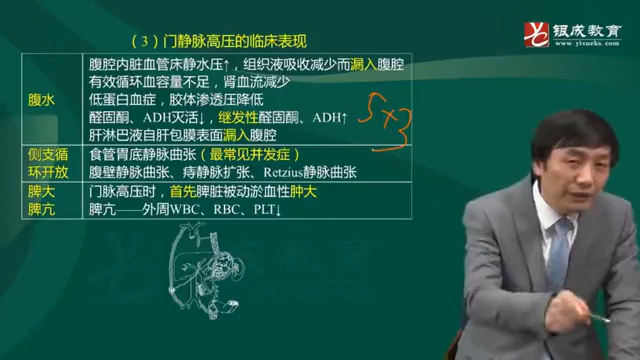 （3）门静脉高压的临床表现
银成教育
www.yixueks.com
腹水
腹腔内脏血管床静水压↑，组织液吸收减少而漏入腹腔
有效循环血容量不足，肾血流减少
低蛋白血症，胶体渗透压降低
醛固酮、ADH灭活↓，继发性醛固酮、ADH↑
肝淋巴液自肝包膜表面漏入腹腔
5×3
侧支循
环开放
食管胃底静脉曲张（最常见并发症）
腹壁静脉曲张、痔静脉扩张、Retzius静脉曲张
脾大
脾亢
门脉高压时，首先脾脏被动淤血性肿大
脾亢——外周WBC、RBC、PLT↓